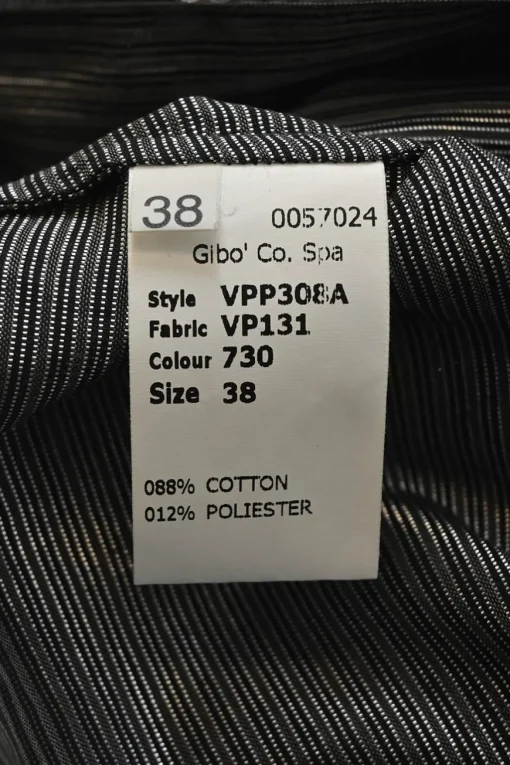 38
0057024
Gibo' Co. Spa
Style VPP308A
Fabric VP131
Colour 730
Size 38
088% COTTON
012% POLIESTER